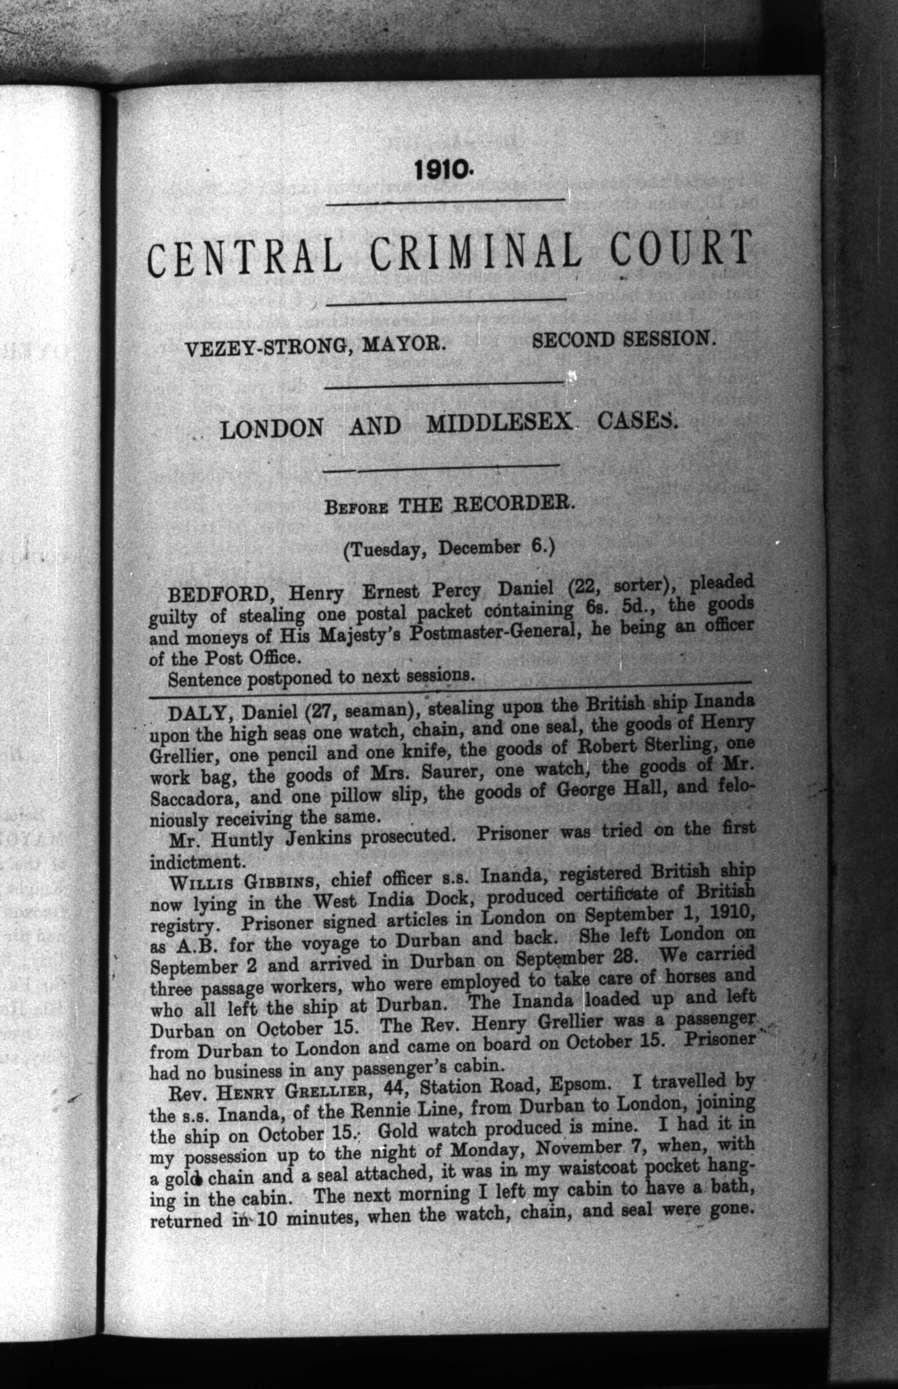 1910.
CENTRAL CRIMINAL COURT
VEZEY-STRONG, MAYOR. SECOND SESSION.
LONDON AND MIDDLESEX CASES.
BEFORE THE RECORDER.
(Tuesday, December 6.)
BEDFORD, Henry Ernest Percy Daniel (22, sorter), pleaded
guilty of stealing one postal packet containing 6s. 5d., the goods
and moneys of His Majesty's Postmaster-General, he being an officer
of the Post Office.
Sentence postponed to next sessions.
DALY, Daniel (27, seaman), stealing upon the British ship Inanda
upon the high seas one watch, chain, and one seal, the goods of Henry
Grellier, one pencil and one knife, the goods of Robert Sterling, one
work bag, the goods of Mrs. Saurer, one watch, the goods of Mr.
Saccadora, and one pillow slip, the goods of George Hall, and felo-
niously receiving the same.
Mr. Huntly Jenkins prosecuted. Prisoner was tried on the first
indictment.
WILLIS GIBBINS, chief officer s.s. Inanda, registered British ship
now lying in the West India Dock, produced certificate of British
registry. Prisoner signed articles in London on September 1, 1910,
as A.B. for the voyage to Durban and back. She left London on
September 2 and arrived in Durban on September 28. We carried
three passage workers, who were employed to take care of horses and
who all left the ship at Durban. The Inanda loaded up and left
Durban on October 15. The Rev. Henry Grellier was a passenger
from Durban to London and came on board on October 15. Prisoner
had no business in any passenger's cabin.
Rev. HENRY GRELLIER, 44, Station Road, Epsom. I travelled by
the s.s. Inanda, of the Rennie Line, from Durban to London, joining
the ship on October 15. Gold watch produced is mine. I had it in
my possession up to the night of Monday, November 7, when, with
a gold chain and a seal attached, it was in my waistcoat pocket hang-
ing in the cabin. The next morning I left my cabin to have a bath,
returned in 10 minutes, when the watch, chain, and seal were gone.